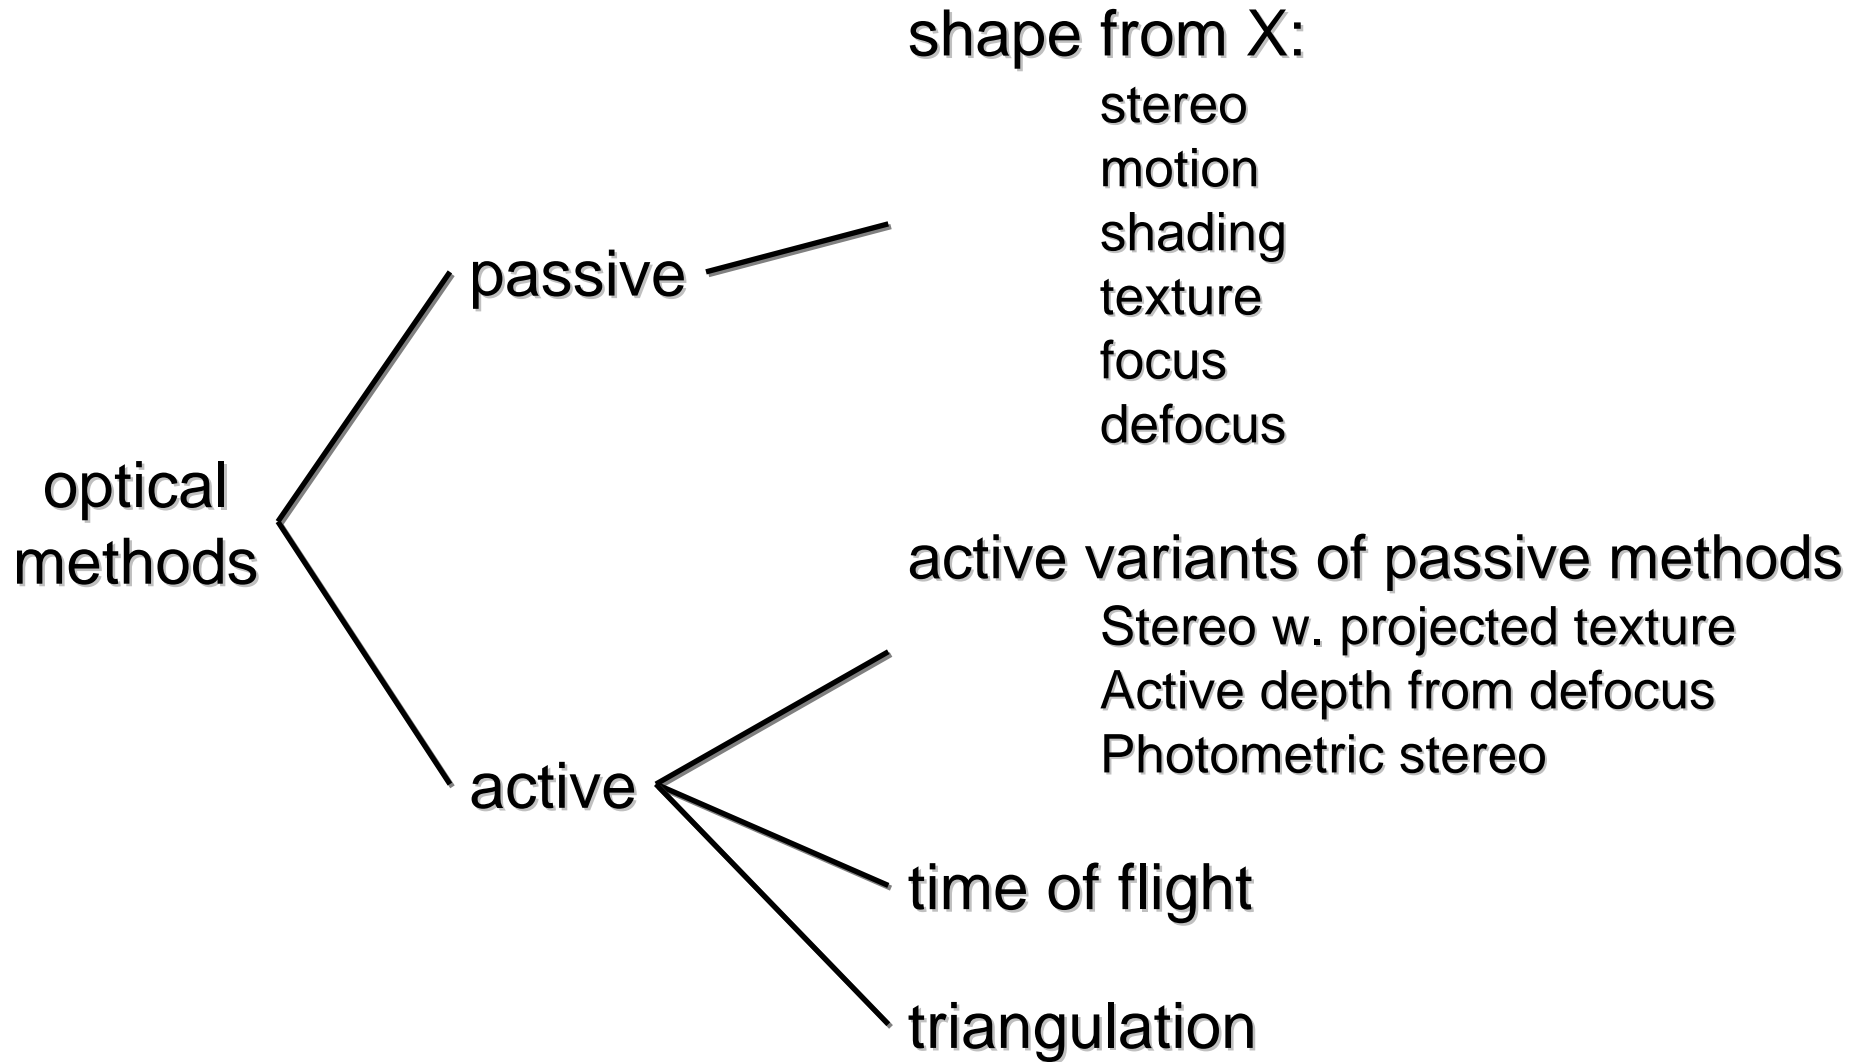 shape from X:
stereo
motion
shading
texture
focus
defocus
passive
optical
methods
active
active variants of passive methods
Stereo w. projected texture
Active depth from defocus
Photometric stereo
time of flight
triangulation